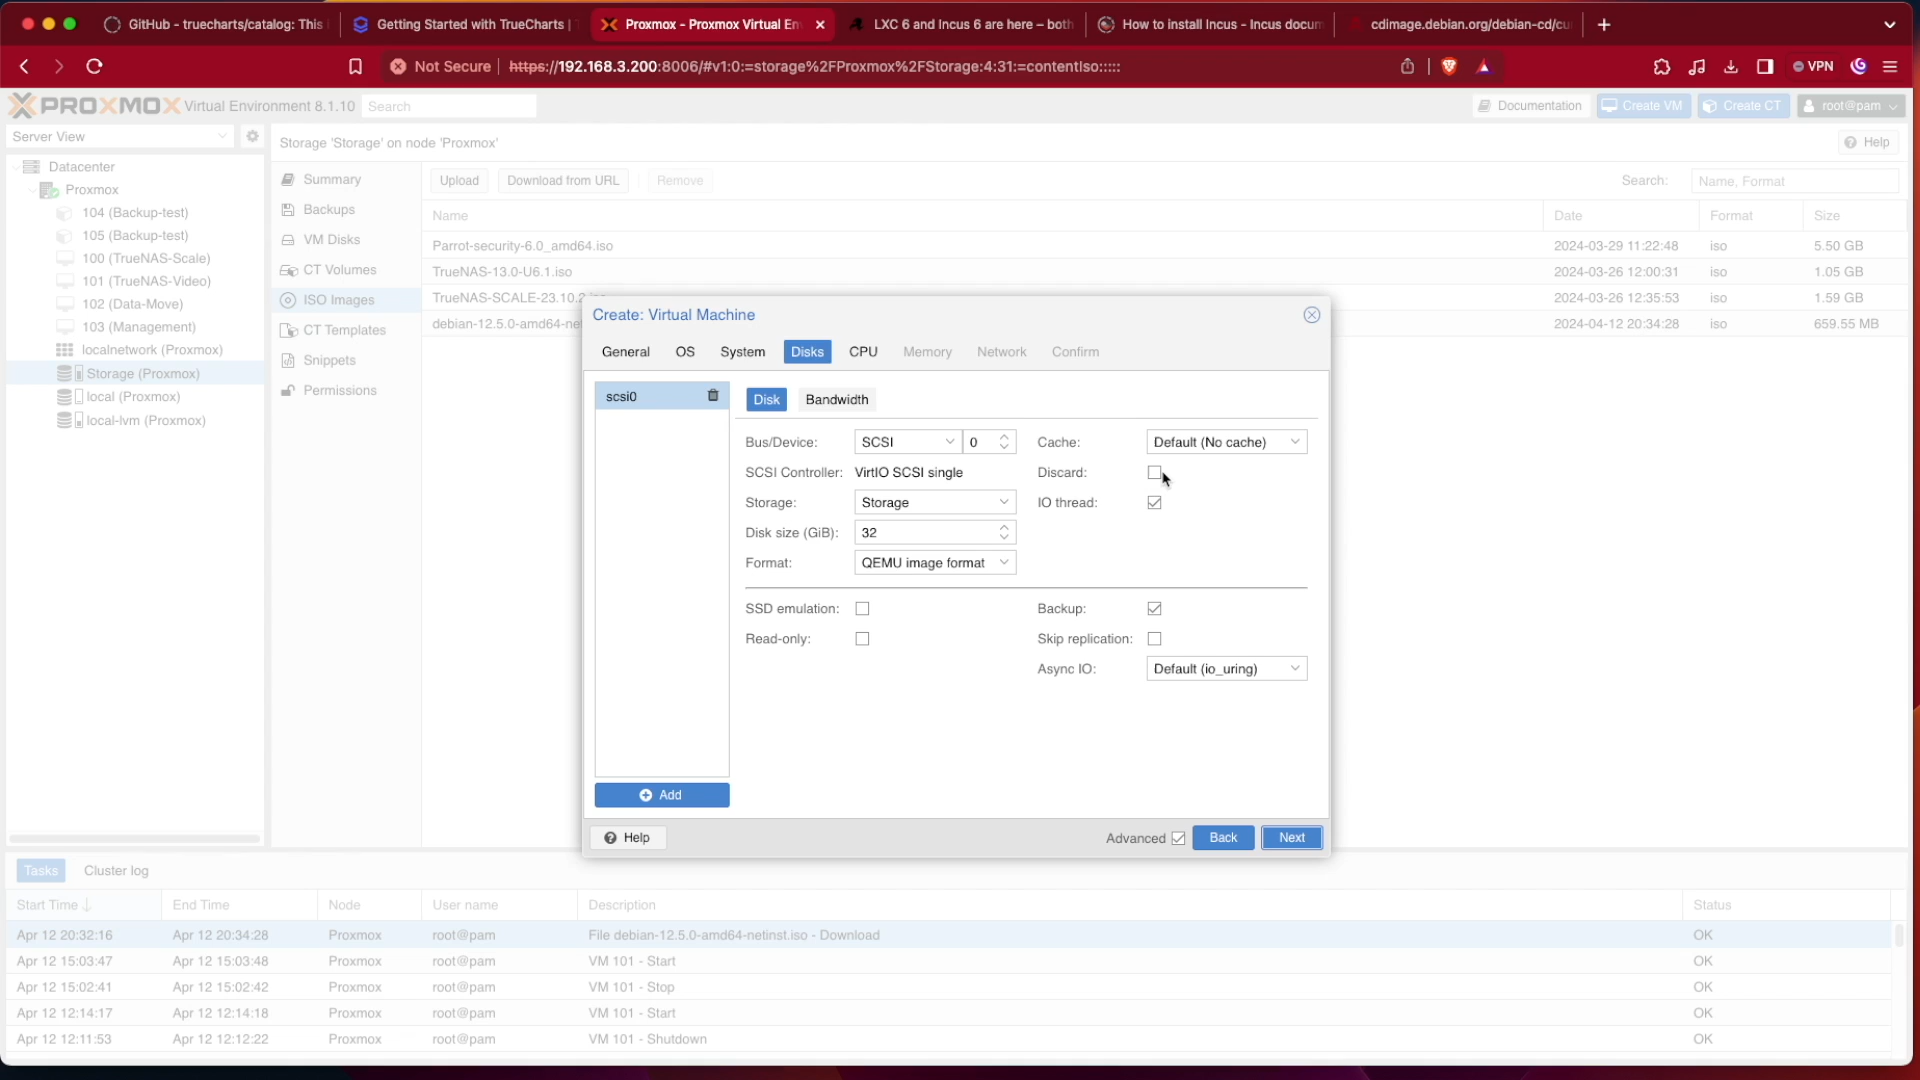 GitHub - truecharts/catalog: This
Getting Started with TrueCharts | T
Proxmox - Proxmox Virtual En
LXC 6 and Incus 6 are here – both
How to install Incus - Incus docum
cdimage.debian.org/debian-cd/cu
Not Secure
https://192.168.3.200:8006/#v1:0:=storage%2FProxmox%2FStorage:4:31:=contentIso:::::
VPN
PROXMOX Virtual Environment 8.1.10
Search
Documentation
Create VM
Create CT
root@pam
Server View
Storage 'Storage' on node 'Proxmox'
Help
Datacenter
Proxmox
104 (Backup-test)
105 (Backup-test)
100 (TrueNAS-Scale)
101 (TrueNAS-Video)
102 (Data-Move)
103 (Management)
localnetwork (Proxmox)
Storage (Proxmox)
local (Proxmox)
local-lvm (Proxmox)
Summary
Backups
VM Disks
CT Volumes
ISO Images
CT Templates
Snippets
Permissions
Upload
Download from URL
Remove
Search:
Name, Format
Name Date Format Size
Parrot-security-6.0_amd64.iso 2024-03-29 11:22:48 iso 5.50 GB
TrueNAS-13.0-U6.1.iso 2024-03-26 12:00:31 iso 1.05 GB
TrueNAS-SCALE-23.10.2 2024-03-26 12:35:53 iso 1.59 GB
debian-12.5.0-amd64-net 2024-04-12 20:34:28 iso 659.55 MB
Create: Virtual Machine
General OS System Disks CPU Memory Network Confirm
scsi0
Disk Bandwidth
Bus/Device: SCSI 0 Cache: Default (No cache)
SCSI Controller: VirtIO SCSI single Discard:
Storage: Storage IO thread:
Disk size (GiB): 32
Format: QEMU image format
SSD emulation: Backup:
Read-only: Skip replication:
Async IO: Default (io_uring)
Add
Help
Advanced
Back
Next
Tasks Cluster log
Start Time End Time Node User name Description Status
Apr 12 20:32:16 Apr 12 20:34:28 Proxmox root@pam File debian-12.5.0-amd64-netinst.iso - Download OK
Apr 12 15:03:47 Apr 12 15:03:48 Proxmox root@pam VM 101 - Start OK
Apr 12 15:02:41 Apr 12 15:02:42 Proxmox root@pam VM 101 - Stop OK
Apr 12 12:14:17 Apr 12 12:14:18 Proxmox root@pam VM 101 - Start OK
Apr 12 12:11:53 Apr 12 12:12:22 Proxmox root@pam VM 101 - Shutdown OK